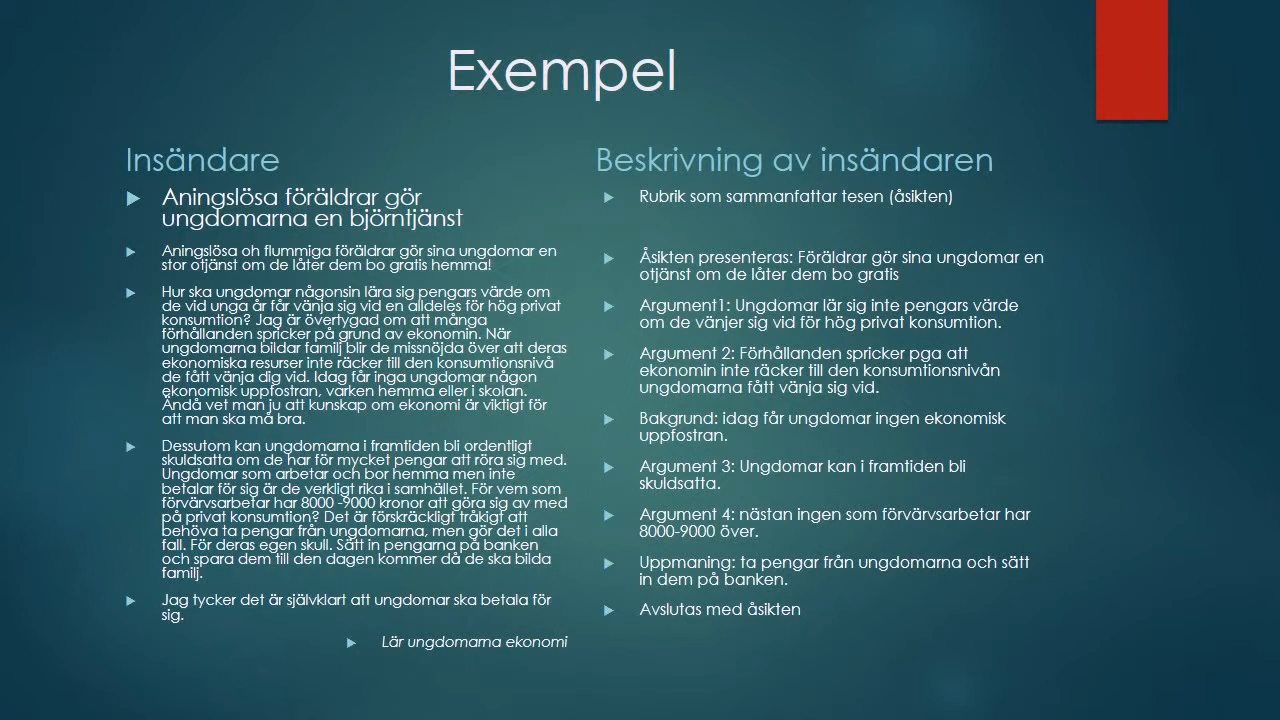 Exempel
Insändare
Aningslösa föräldrar gör
ungdomarna en björntjänst
Aningslösa oh flummiga föräldrar gör sina ungdomar en
stor otjänst om de låter dem bo gratis hemma!
Hur ska ungdomar någonsin lära sig pengars värde om
de vid unga år får vänja sig vid en alldeles för hög privat
konsumtion? Jag är övertygad om att många
förhållanden spricker på grund av ekonomin. När
ungdomarna bildar familj blir de missnöjda över att deras
ekonomiska resurser inte räcker till den konsumtionsnivå
de fått vänja dig vid. Idag får inga ungdomar någon
ekonomisk uppfostran, varken hemma eller i skolan.
Ändå vet man ju att kunskap om ekonomi är viktigt för
att man ska må bra.
Dessutom kan ungdomarna i framtiden bli ordentligt
skuldsatta om de har för mycket pengar att röra sig med.
Ungdomar som arbetar och bor hemma men inte
betalar för sig är de verkligt rika i samhället. För vem som
förvärvsarbetar har 8000 -9000 kronor att göra sig av med
på privat konsumtion? Det är förskräckligt tråkigt att
behöva ta pengar från ungdomarna, men gör det i alla
fall. För deras egen skull. Sätt in pengarna på banken
och spara dem till den dagen kommer då de ska bilda
familj.
Jag tycker det är självklart att ungdomar ska betala för
sig.
Lär ungdomarna ekonomi
Beskrivning av insändaren
Rubrik som sammanfattar tesen (åsikten)
Åsikten presenteras: Föräldrar gör sina ungdomar en
otjänst om de låter dem bo gratis
Argument1: Ungdomar lär sig inte pengars värde
om de vänjer sig vid för hög privat konsumtion.
Argument 2: Förhållanden spricker pga att
ekonomin inte räcker till den konsumtionsnivån
ungdomarna fått vänja sig vid.
Bakgrund: idag får ungdomar ingen ekonomisk
uppfostran.
Argument 3: Ungdomar kan i framtiden bli
skuldsatta.
Argument 4: nästan ingen som förvärvsarbetar har
8000-9000 över.
Uppmaning: ta pengar från ungdomarna och sätt
in dem på banken.
Avslutas med åsikten